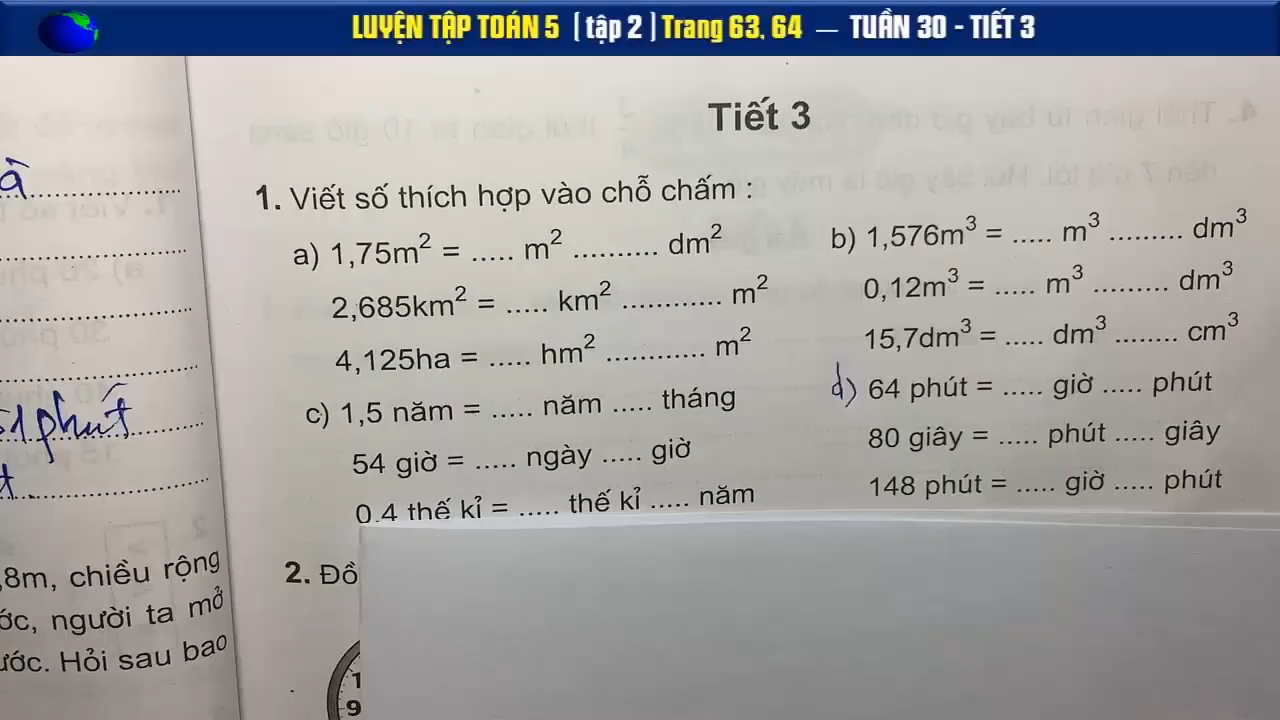 LUYỆN TẬP TOÁN 5 ( tập 2 ) Trang 63, 64 — TUẦN 30 - TIẾT 3
Tiết 3
1. Viết số thích hợp vào chỗ chấm :
a) 1,75m² = ..... m² .......... dm²
2,685km² = ..... km² ............ m²
4,125ha = ..... hm² ............ m²
c) 1,5 năm = ..... năm ..... tháng
54 giờ = ..... ngày ..... giờ
0,4 thế kỉ = ..... thế kỉ ..... năm
b) 1,576m³ = ..... m³ ......... dm³
0,12m³ = ..... m³ ......... dm³
15,7dm³ = ..... dm³ ........ cm³
d) 64 phút = ..... giờ ..... phút
80 giây = ..... phút ..... giây
148 phút = ..... giờ ..... phút
2. Đồ
1
9
à
1 phút
t
,8m, chiều rộng
ớc, người ta mở
ước. Hỏi sau bao